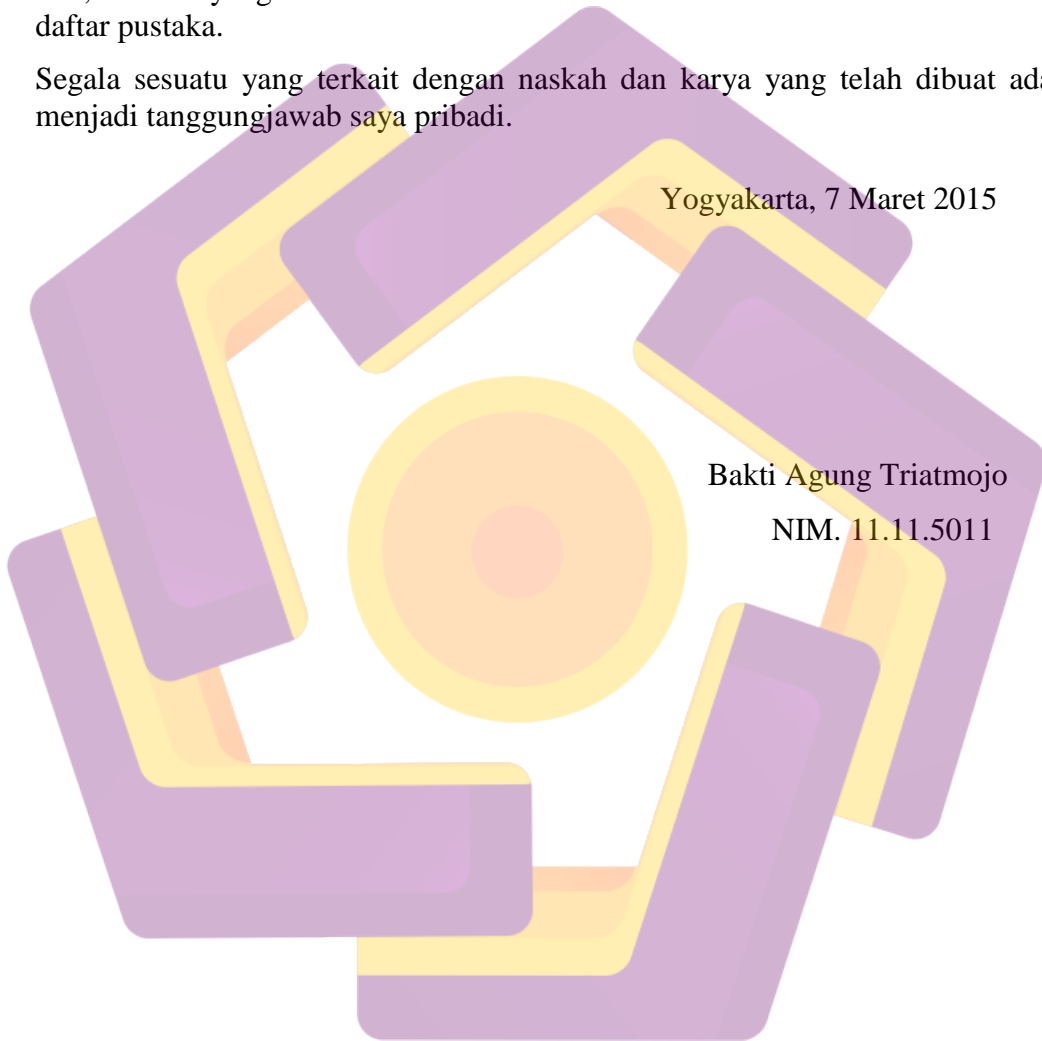 daftar pustaka.
Segala sesuatu yang terkait dengan naskah dan karya yang telah dibuat
menjadi tanggungjawab saya pribadi.
Yogyakarta, 7 Maret 2015
Bakti Agung Triatmojo
NIM. 11.11.5011